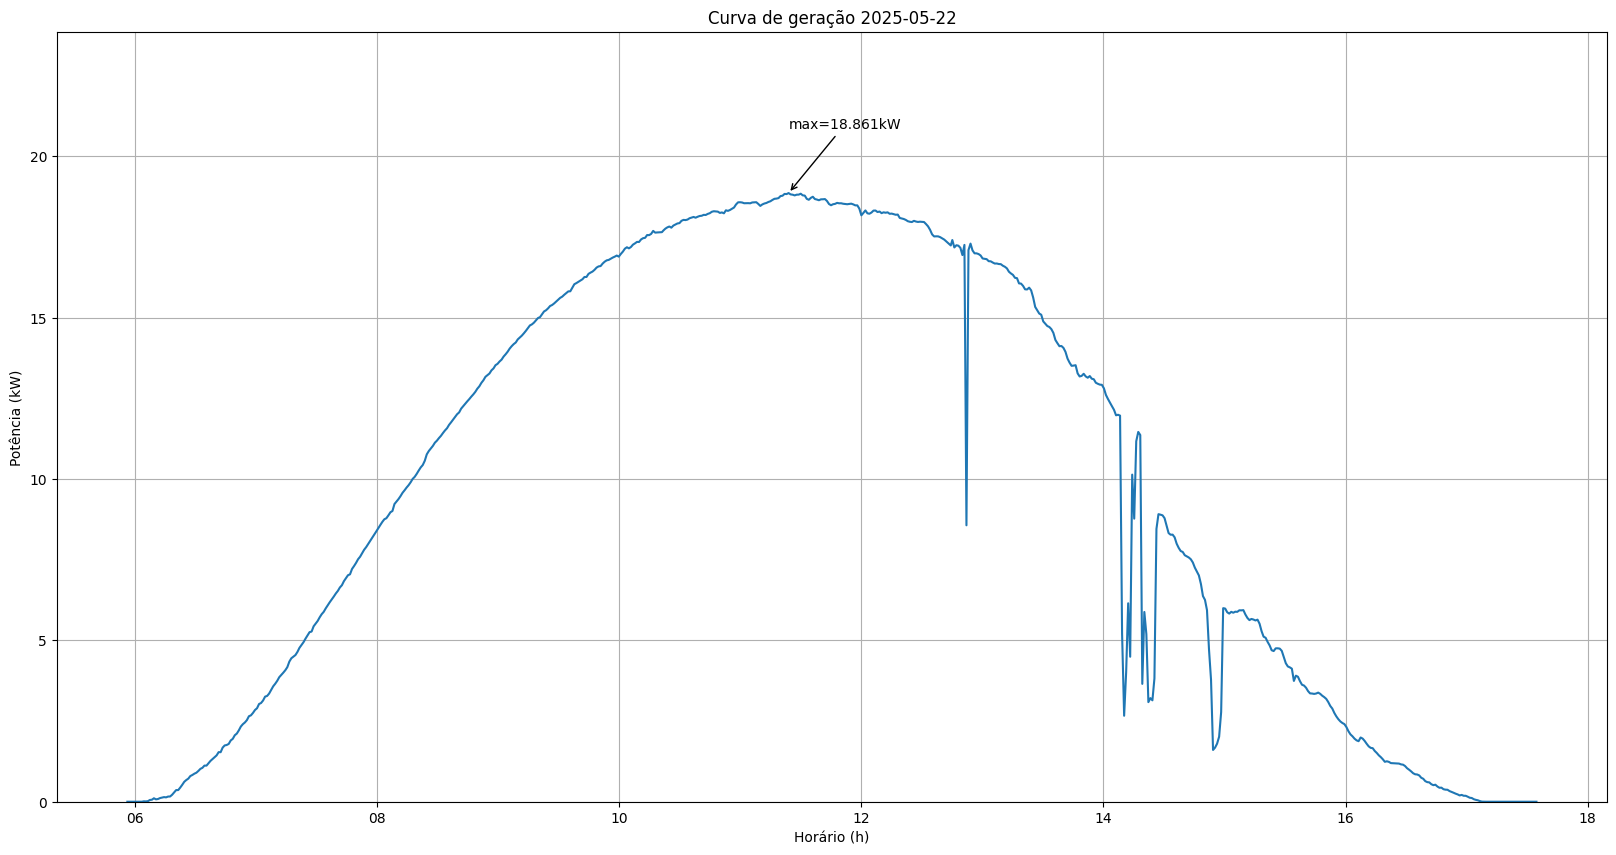 Curva de geração 2025-05-22
max=18.861kW
Potência (kW)
20
15
10
5
0
06 08 10 12 14 16 18
Horário (h)